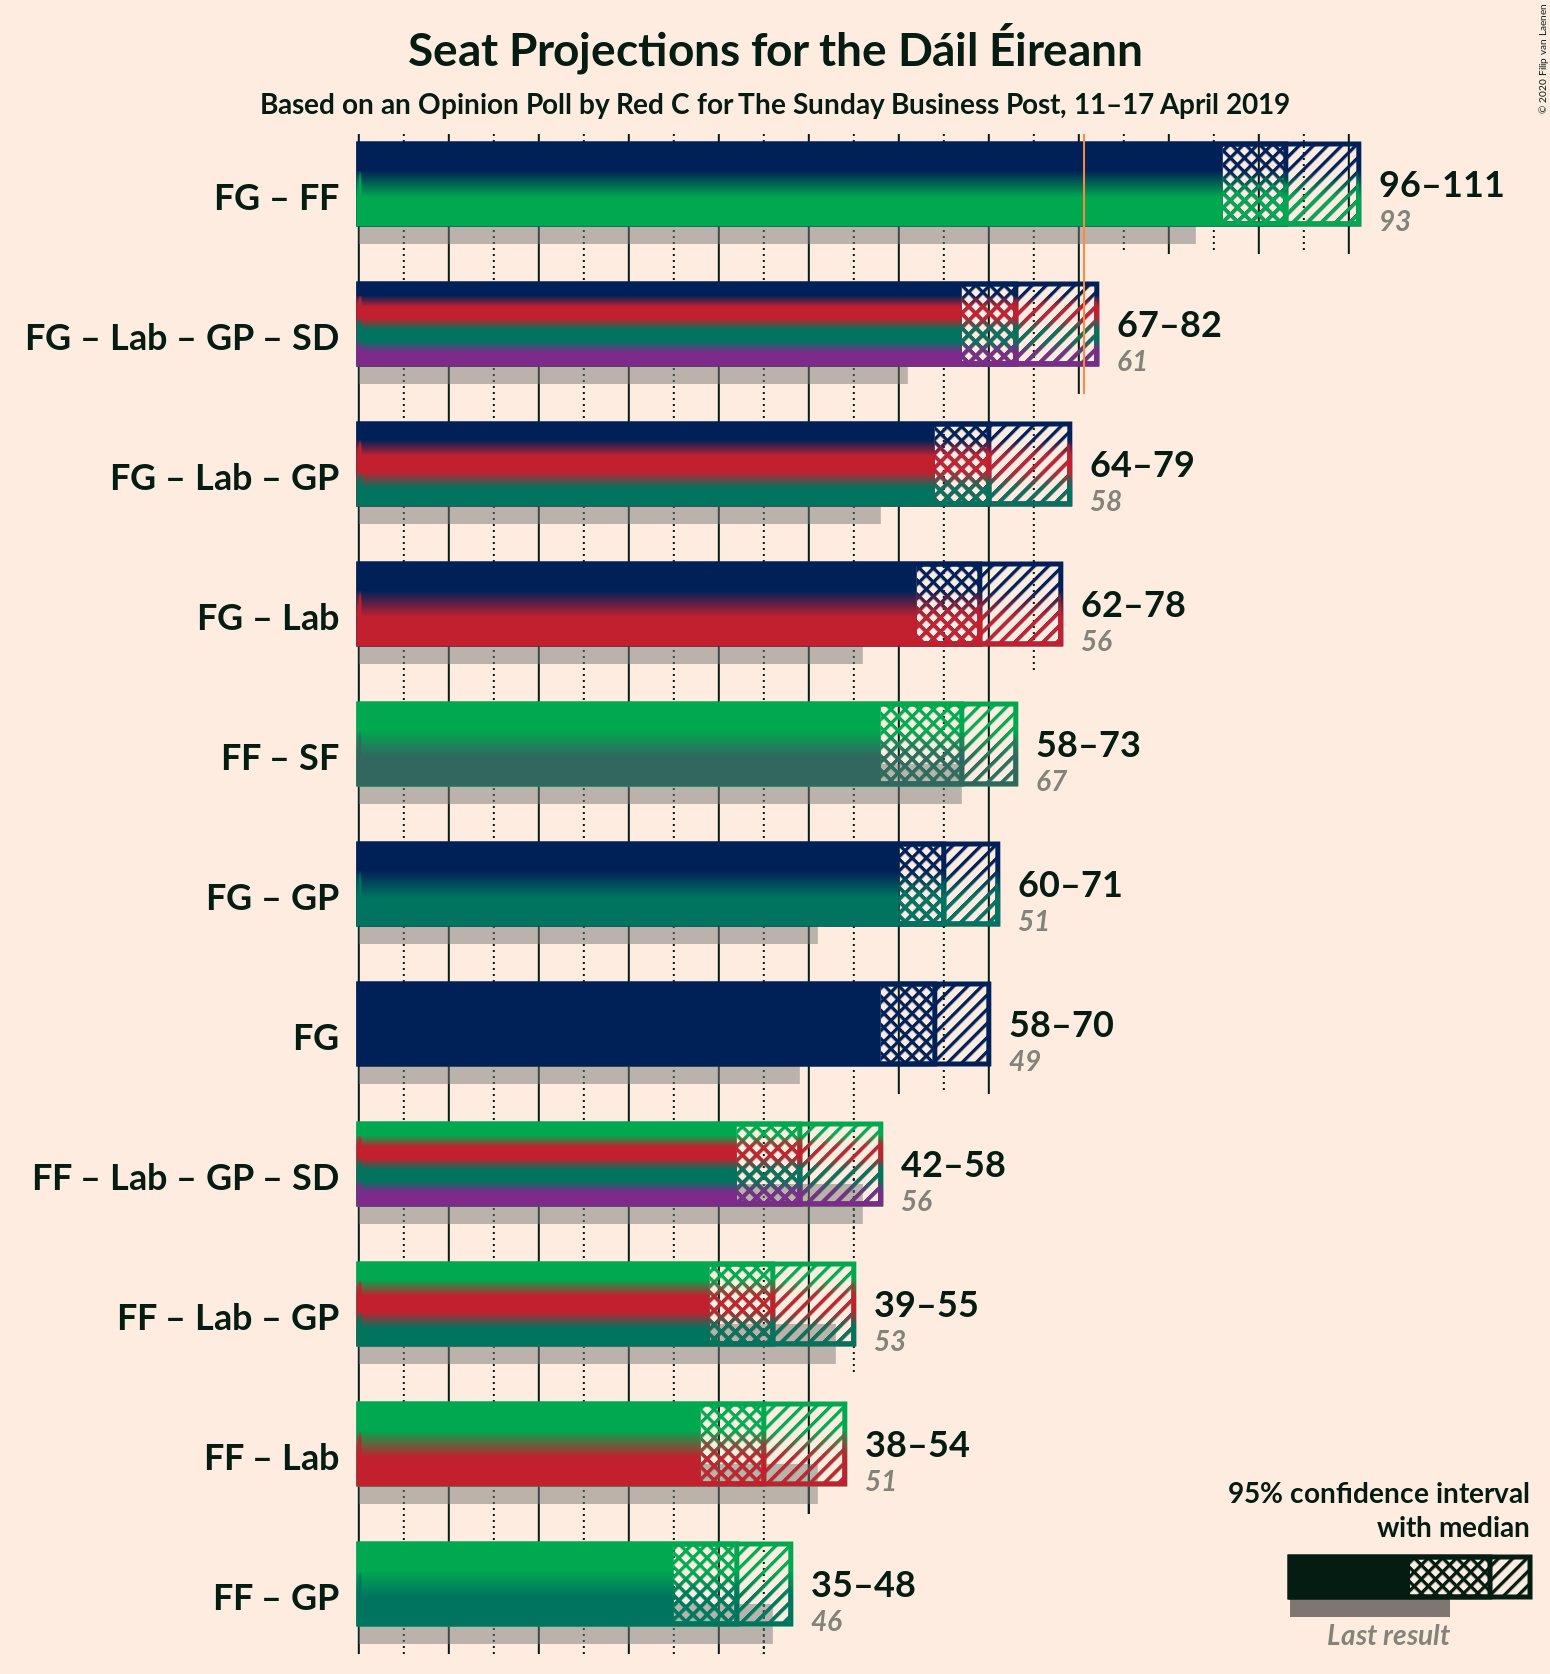 Seat Projections for the Dáil Éireann
Based on an Opinion Poll by Red C for The Sunday Business Post, 11–17 April 2019
© 2020 Filip van Laenen
FG – FF
96–111
93
FG – Lab – GP – SD
67–82
61
FG – Lab – GP
64–79
58
FG – Lab
62–78
56
FF – SF
58–73
67
FG – GP
60–71
51
FG
58–70
49
FF – Lab – GP – SD
42–58
56
FF – Lab – GP
39–55
53
FF – Lab
38–54
51
FF – GP
35–48
46
95% confidence interval
with median
Last result